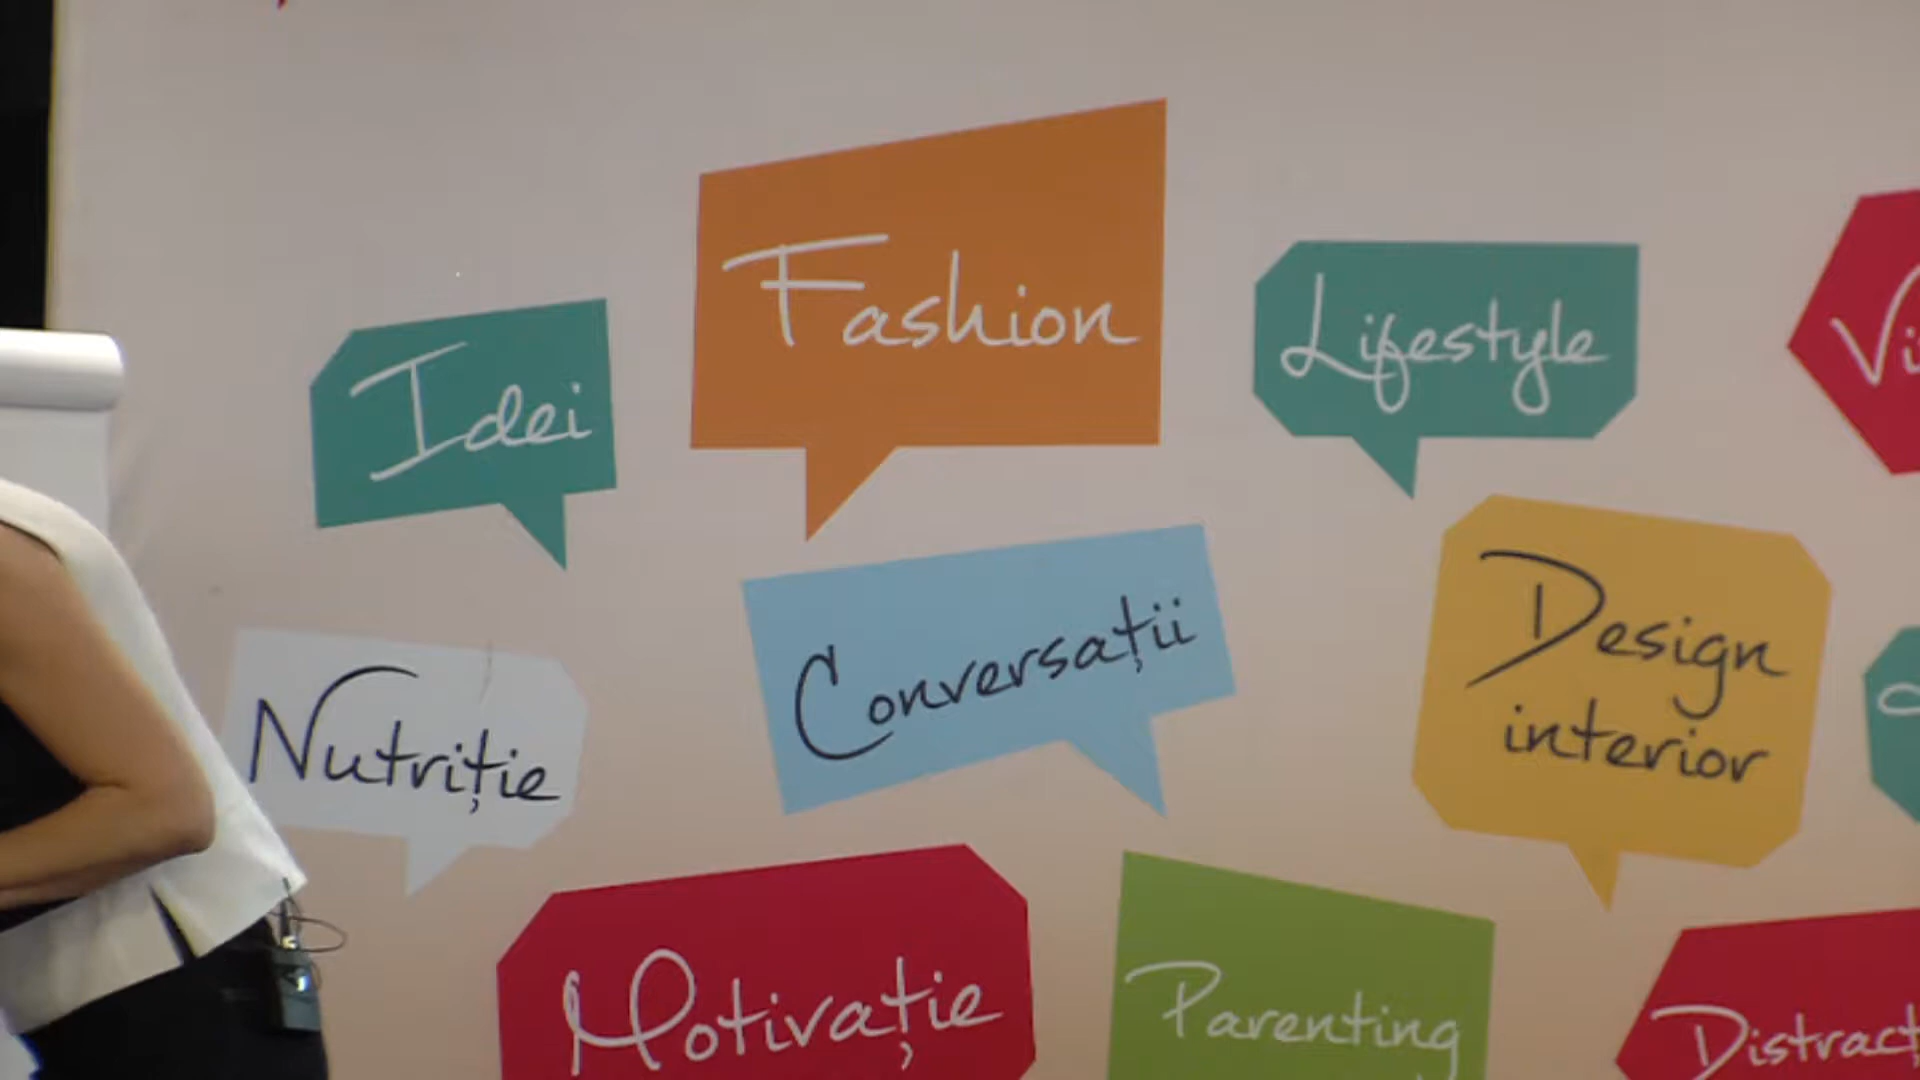 Fashion
Lifestyle
Idei
Conversații
Design
interior
Nutriție
Motivație
Parenting